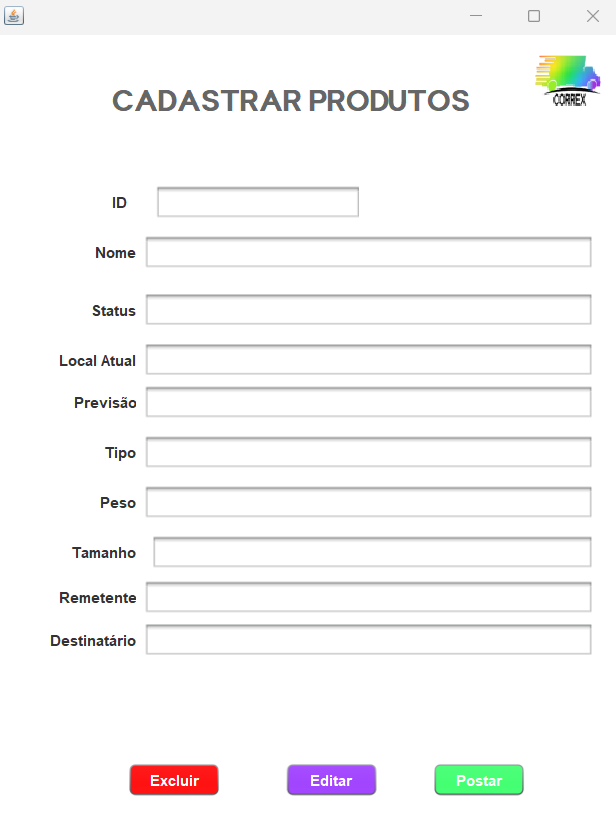 CORREX
CADASTRAR PRODUTOS
ID
Nome
Status
Local Atual
Previsão
Tipo
Peso
Tamanho
Remetente
Destinatário
Excluir
Editar
Postar